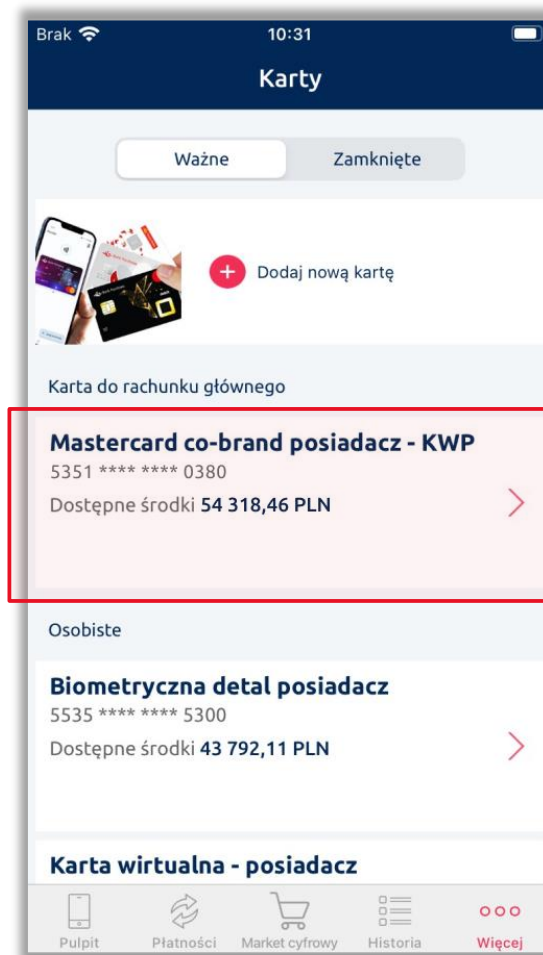 Brak 10:31
Karty
Ważne Zamknięte
Dodaj nową kartę
Karta do rachunku głównego
Mastercard co-brand posiadacz - KWP
5351 **** **** 0380
Dostępne środki 54 318,46 PLN
Osobiste
Biometryczna detal posiadacz
5535 **** **** 5300
Dostępne środki 43 792,11 PLN
Karta wirtualna - posiadacz
Pulpit Płatności Market cyfrowy Historia Więcej